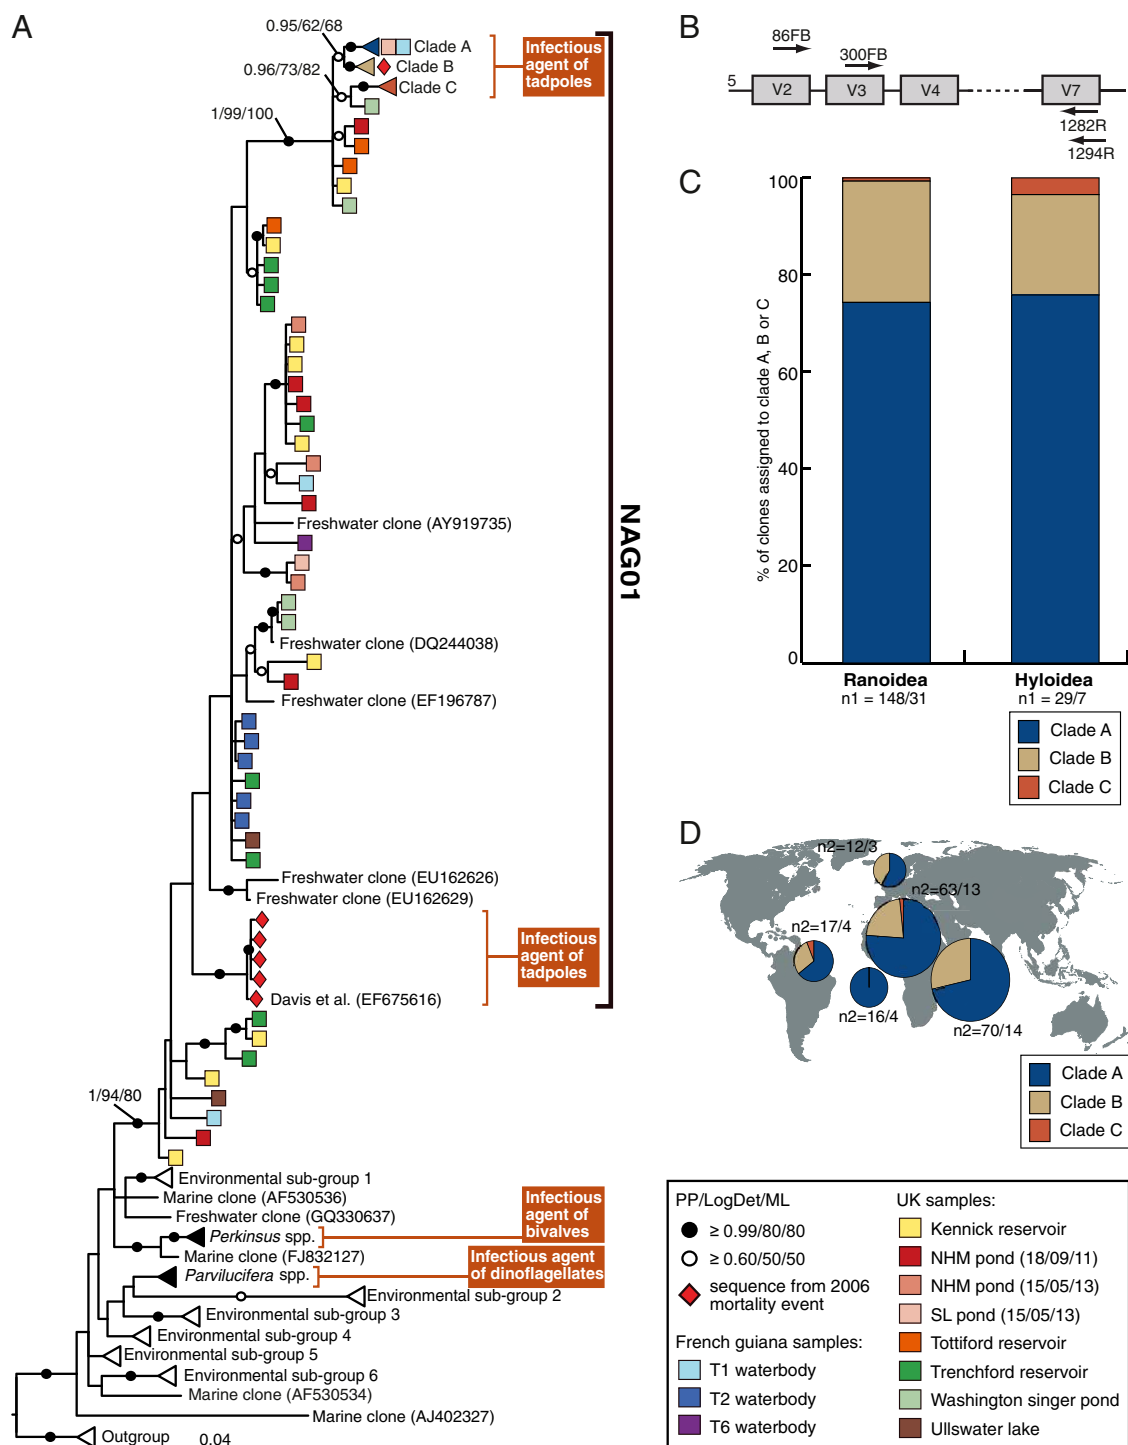 A
0.95/62/68
Clade A
Clade B
0.96/73/82
Clade C
Infectious
agent of
tadpoles
1/99/100
Freshwater clone (AY919735)
Freshwater clone (DQ244038)
Freshwater clone (EF196787)
Freshwater clone (EU162626)
Freshwater clone (EU162629)
Infectious
agent of
tadpoles
Davis et al. (EF675616)
NAG01
1/94/80
Environmental sub-group 1
Marine clone (AF530536)
Freshwater clone (GQ330637)
Perkinsus spp.
Infectious
agent of
bivalves
Marine clone (FJ832127)
Parvilucifera spp.
Infectious agent
of dinoflagellates
Environmental sub-group 2
Environmental sub-group 3
Environmental sub-group 4
Environmental sub-group 5
Environmental sub-group 6
Marine clone (AF530534)
Marine clone (AJ402327)
Outgroup
0.04
B
86FB
300FB
5
V2
V3
V4
V7
1282R
1294R
C
% of clones assigned to clade A, B or C
100
80
60
40
20
0
Ranoidea
n1 = 148/31
Hyloidea
n1 = 29/7
Clade A
Clade B
Clade C
D
n2=12/3
n2=63/13
n2=17/4
n2=16/4
n2=70/14
Clade A
Clade B
Clade C
PP/LogDet/ML
≥ 0.99/80/80
≥ 0.60/50/50
sequence from 2006
mortality event
French guiana samples:
T1 waterbody
T2 waterbody
T6 waterbody
UK samples:
Kennick reservoir
NHM pond (18/09/11)
NHM pond (15/05/13)
SL pond (15/05/13)
Tottiford reservoir
Trenchford reservoir
Washington singer pond
Ullswater lake